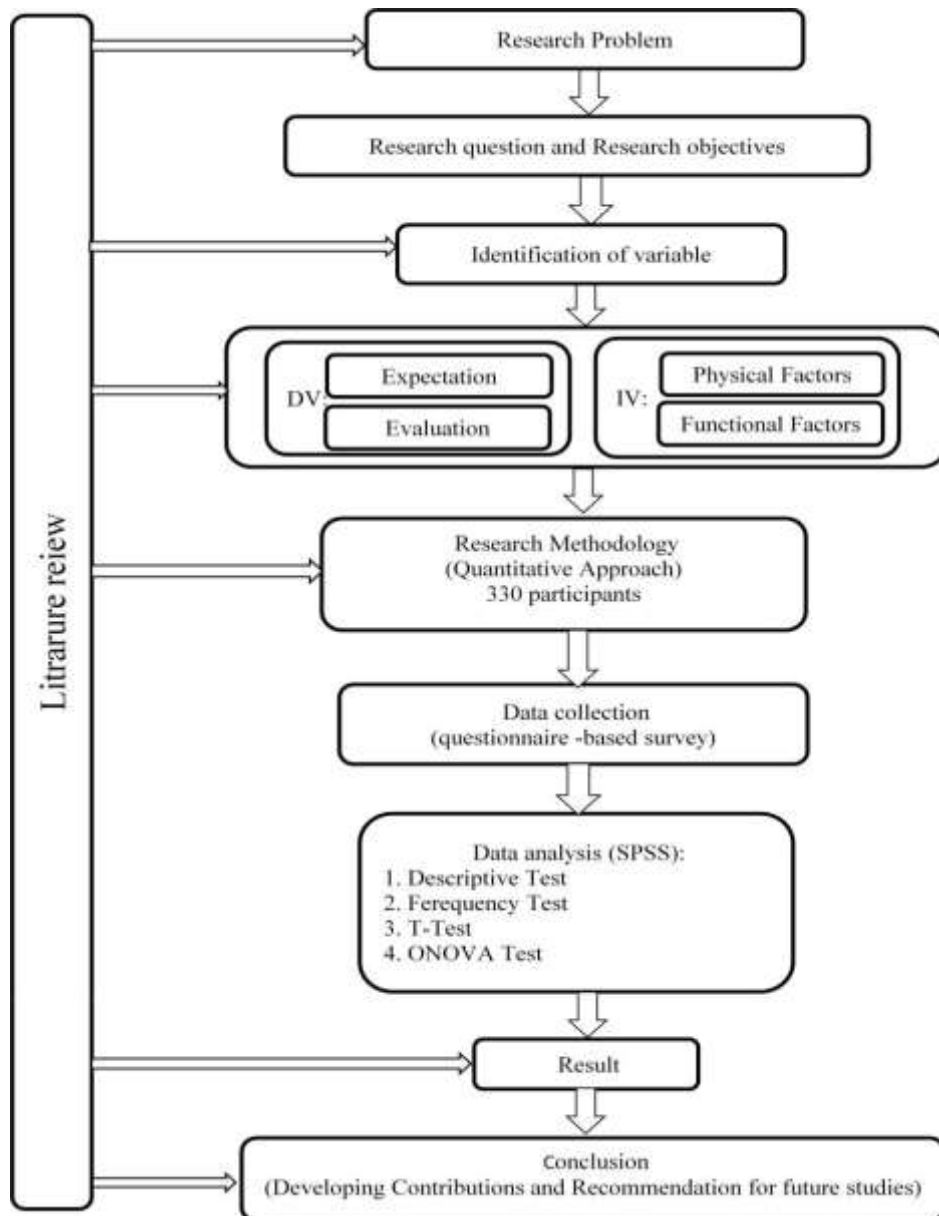 Litrarure reiew
Research Problem
Research question and Research objectives
Identification of variable
DV:
Expectation
Evaluation
IV:
Physical Factors
Functional Factors
Research Methodology
(Quantitative Approach)
330 participants
Data collection
(questionnaire -based survey)
Data analysis (SPSS):
1. Descriptive Test
2. Ferequency Test
3. T-Test
4. ONOVA Test
Result
Conclusion
(Developing Contributions and Recommendation for future studies)